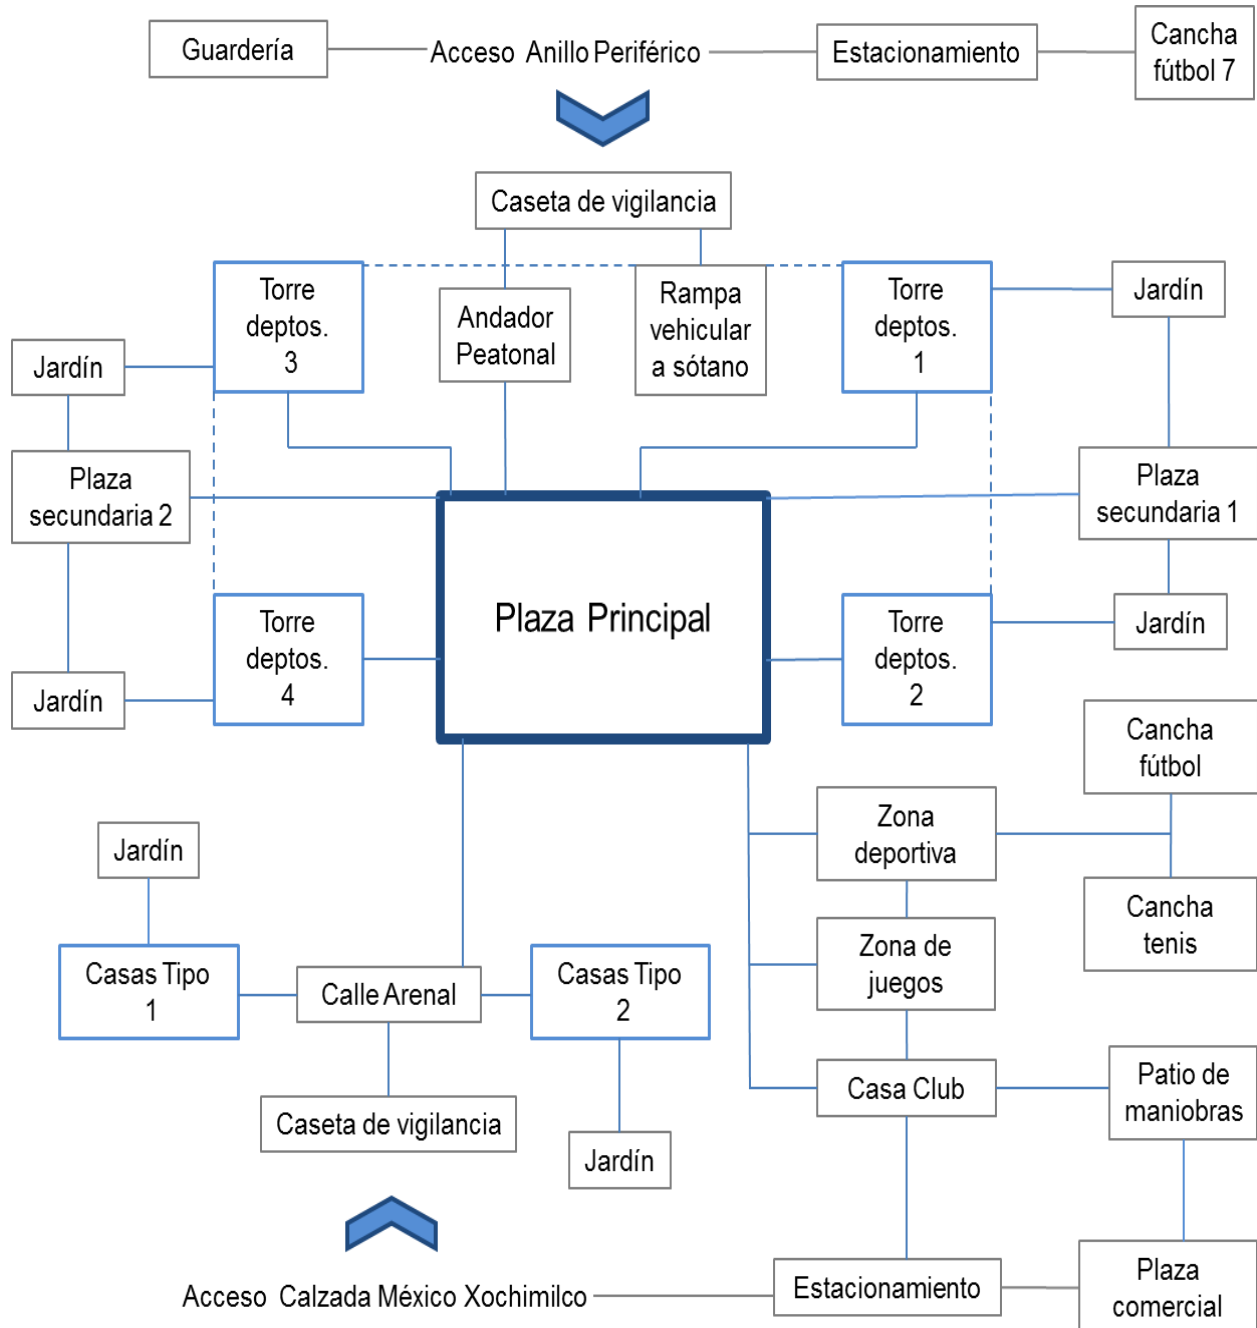 Guardería
Acceso Anillo Periférico
Estacionamiento
Cancha
fútbol 7
Caseta de vigilancia
Torre
deptos.
3
Andador
Peatonal
Rampa
vehicular
a sótano
Torre
deptos.
1
Jardín
Jardín
Plaza
secundaria 2
Plaza
secundaria 1
Plaza Principal
Torre
deptos.
4
Torre
deptos.
2
Jardín
Jardín
Cancha
fútbol
Zona
deportiva
Jardín
Cancha
tenis
Casas Tipo
1
Calle Arenal
Casas Tipo
2
Zona de
juegos
Caseta de vigilancia
Jardín
Casa Club
Patio de
maniobras
Acceso Calzada México Xochimilco
Estacionamiento
Plaza
comercial